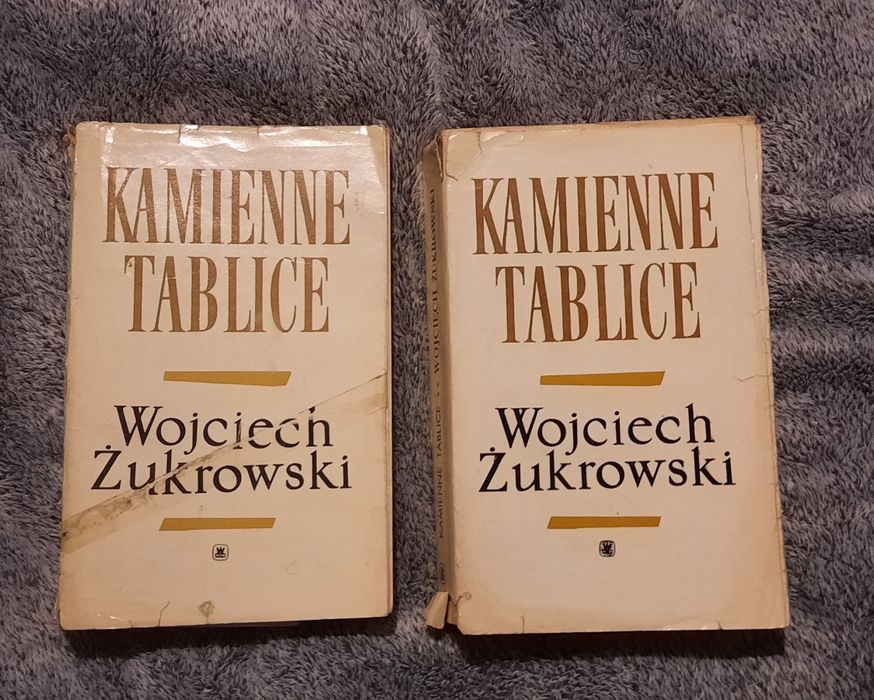 KAMIENNE
TABLICE
Wojciech
Żukrowski
KAMIENNE
TABLICE
Wojciech
Żukrowski
KAMIENNE TABLICE ★★ WOJCIECH ŻUKROWSKI